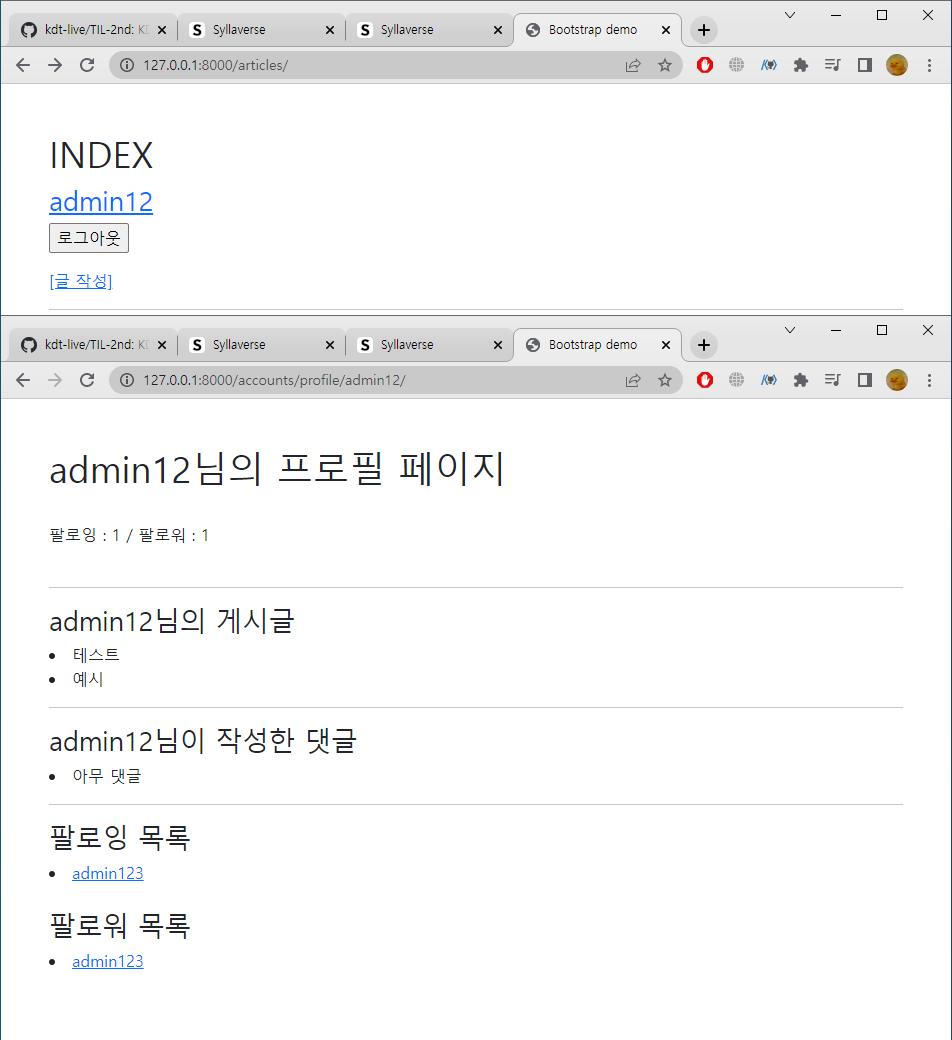 kdt-live/TIL-2nd: KD
Syllaverse
Syllaverse
Bootstrap demo
127.0.0.1:8000/articles/
INDEX
admin12
로그아웃
[글 작성]
kdt-live/TIL-2nd: KD
Syllaverse
Syllaverse
Bootstrap demo
127.0.0.1:8000/accounts/profile/admin12/
admin12님의 프로필 페이지
팔로잉 : 1 / 팔로워 : 1
admin12님의 게시글
테스트
예시
admin12님이 작성한 댓글
아무 댓글
팔로잉 목록
admin123
팔로워 목록
admin123